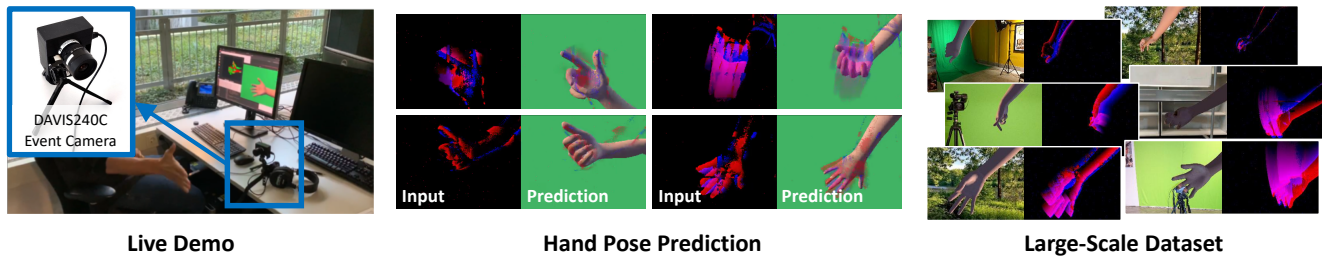 DAVIS240C
Event Camera
Input
Prediction
Input
Prediction
Live Demo
Hand Pose Prediction
Large-Scale Dataset